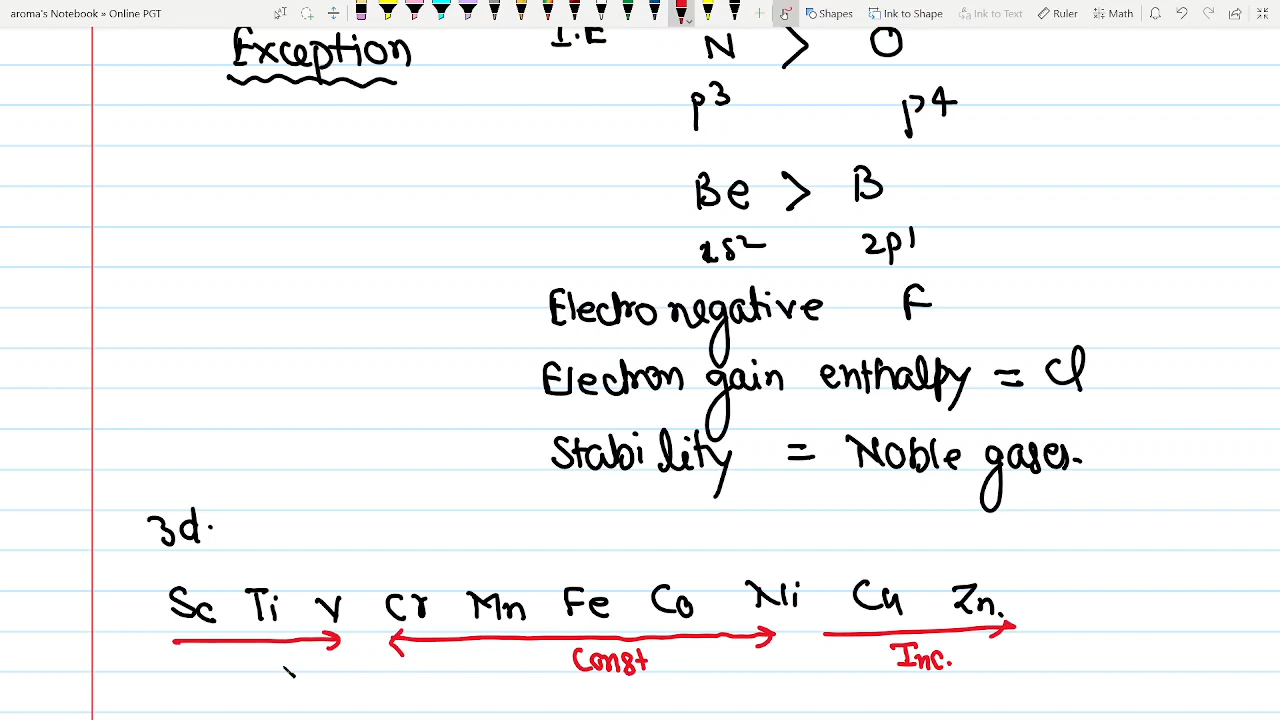 aroma's Notebook » Online PGT
Shapes Ink to Shape Ink to Text Ruler Math
Exception I.E N > O
p3 p4
Be > B
2s2 2p1
Electronegative F
Electron gain enthalpy = Cl
Stability = Noble gases.
3d.
Sc Ti V Cr Mn Fe Co Ni Cu Zn.
Const Inc.